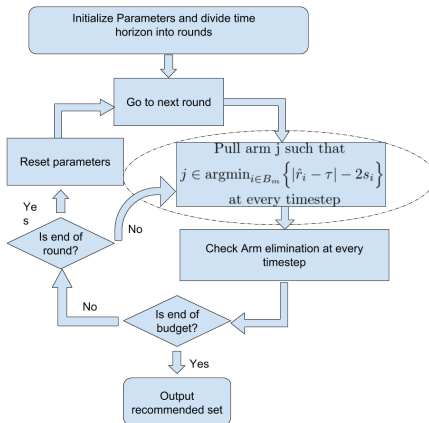 Initialize Parameters and divide time
horizon into rounds
Go to next round
Reset parameters
Pull arm j such that
j ∈ argmin_{i∈B_m}{|r̂_i − τ| − 2s_i}
at every timestep
Ye
s
No
Is end of
round?
Check Arm elimination at every
timestep
No
Is end of
budget?
Yes
Output
recommended set